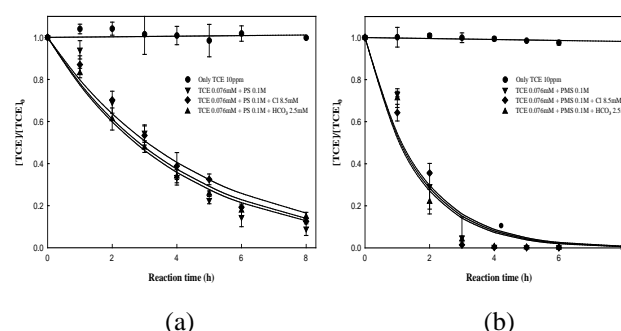 (a)
[TCE]/[TCE]0
1.0
0.8
0.6
0.4
0.2
0.0
Only TCE 10ppm
TCE 0.076mM + PS 0.1M
TCE 0.076mM + PS 0.1M + Cl 8.5mM
TCE 0.076mM + PS 0.1M + HCO3 2.5mM
0 2 4 6 8
Reaction time (h)
(a)
(b)
[TCE]/[TCE]0
1.0
0.8
0.6
0.4
0.2
0.0
Only TCE 10ppm
TCE 0.076mM + PMS 0.1M
TCE 0.076mM + PMS 0.1M + Cl 8.5mM
TCE 0.076mM + PMS 0.1M + HCO3 2.5
0 2 4 6
Reaction time (h)
(b)